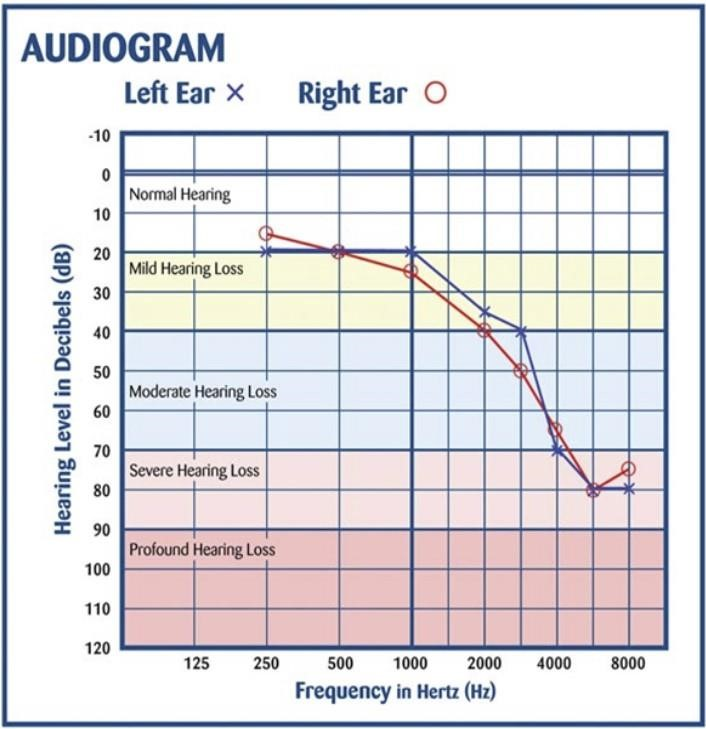 AUDIOGRAM
Left Ear × Right Ear O
-10
0
Normal Hearing
10
20
Mild Hearing Loss
30
40
50
Moderate Hearing Loss
60
70
Severe Hearing Loss
80
90
Profound Hearing Loss
100
110
120
Hearing Level in Decibels (dB)
125 250 500 1000 2000 4000 8000
Frequency in Hertz (Hz)